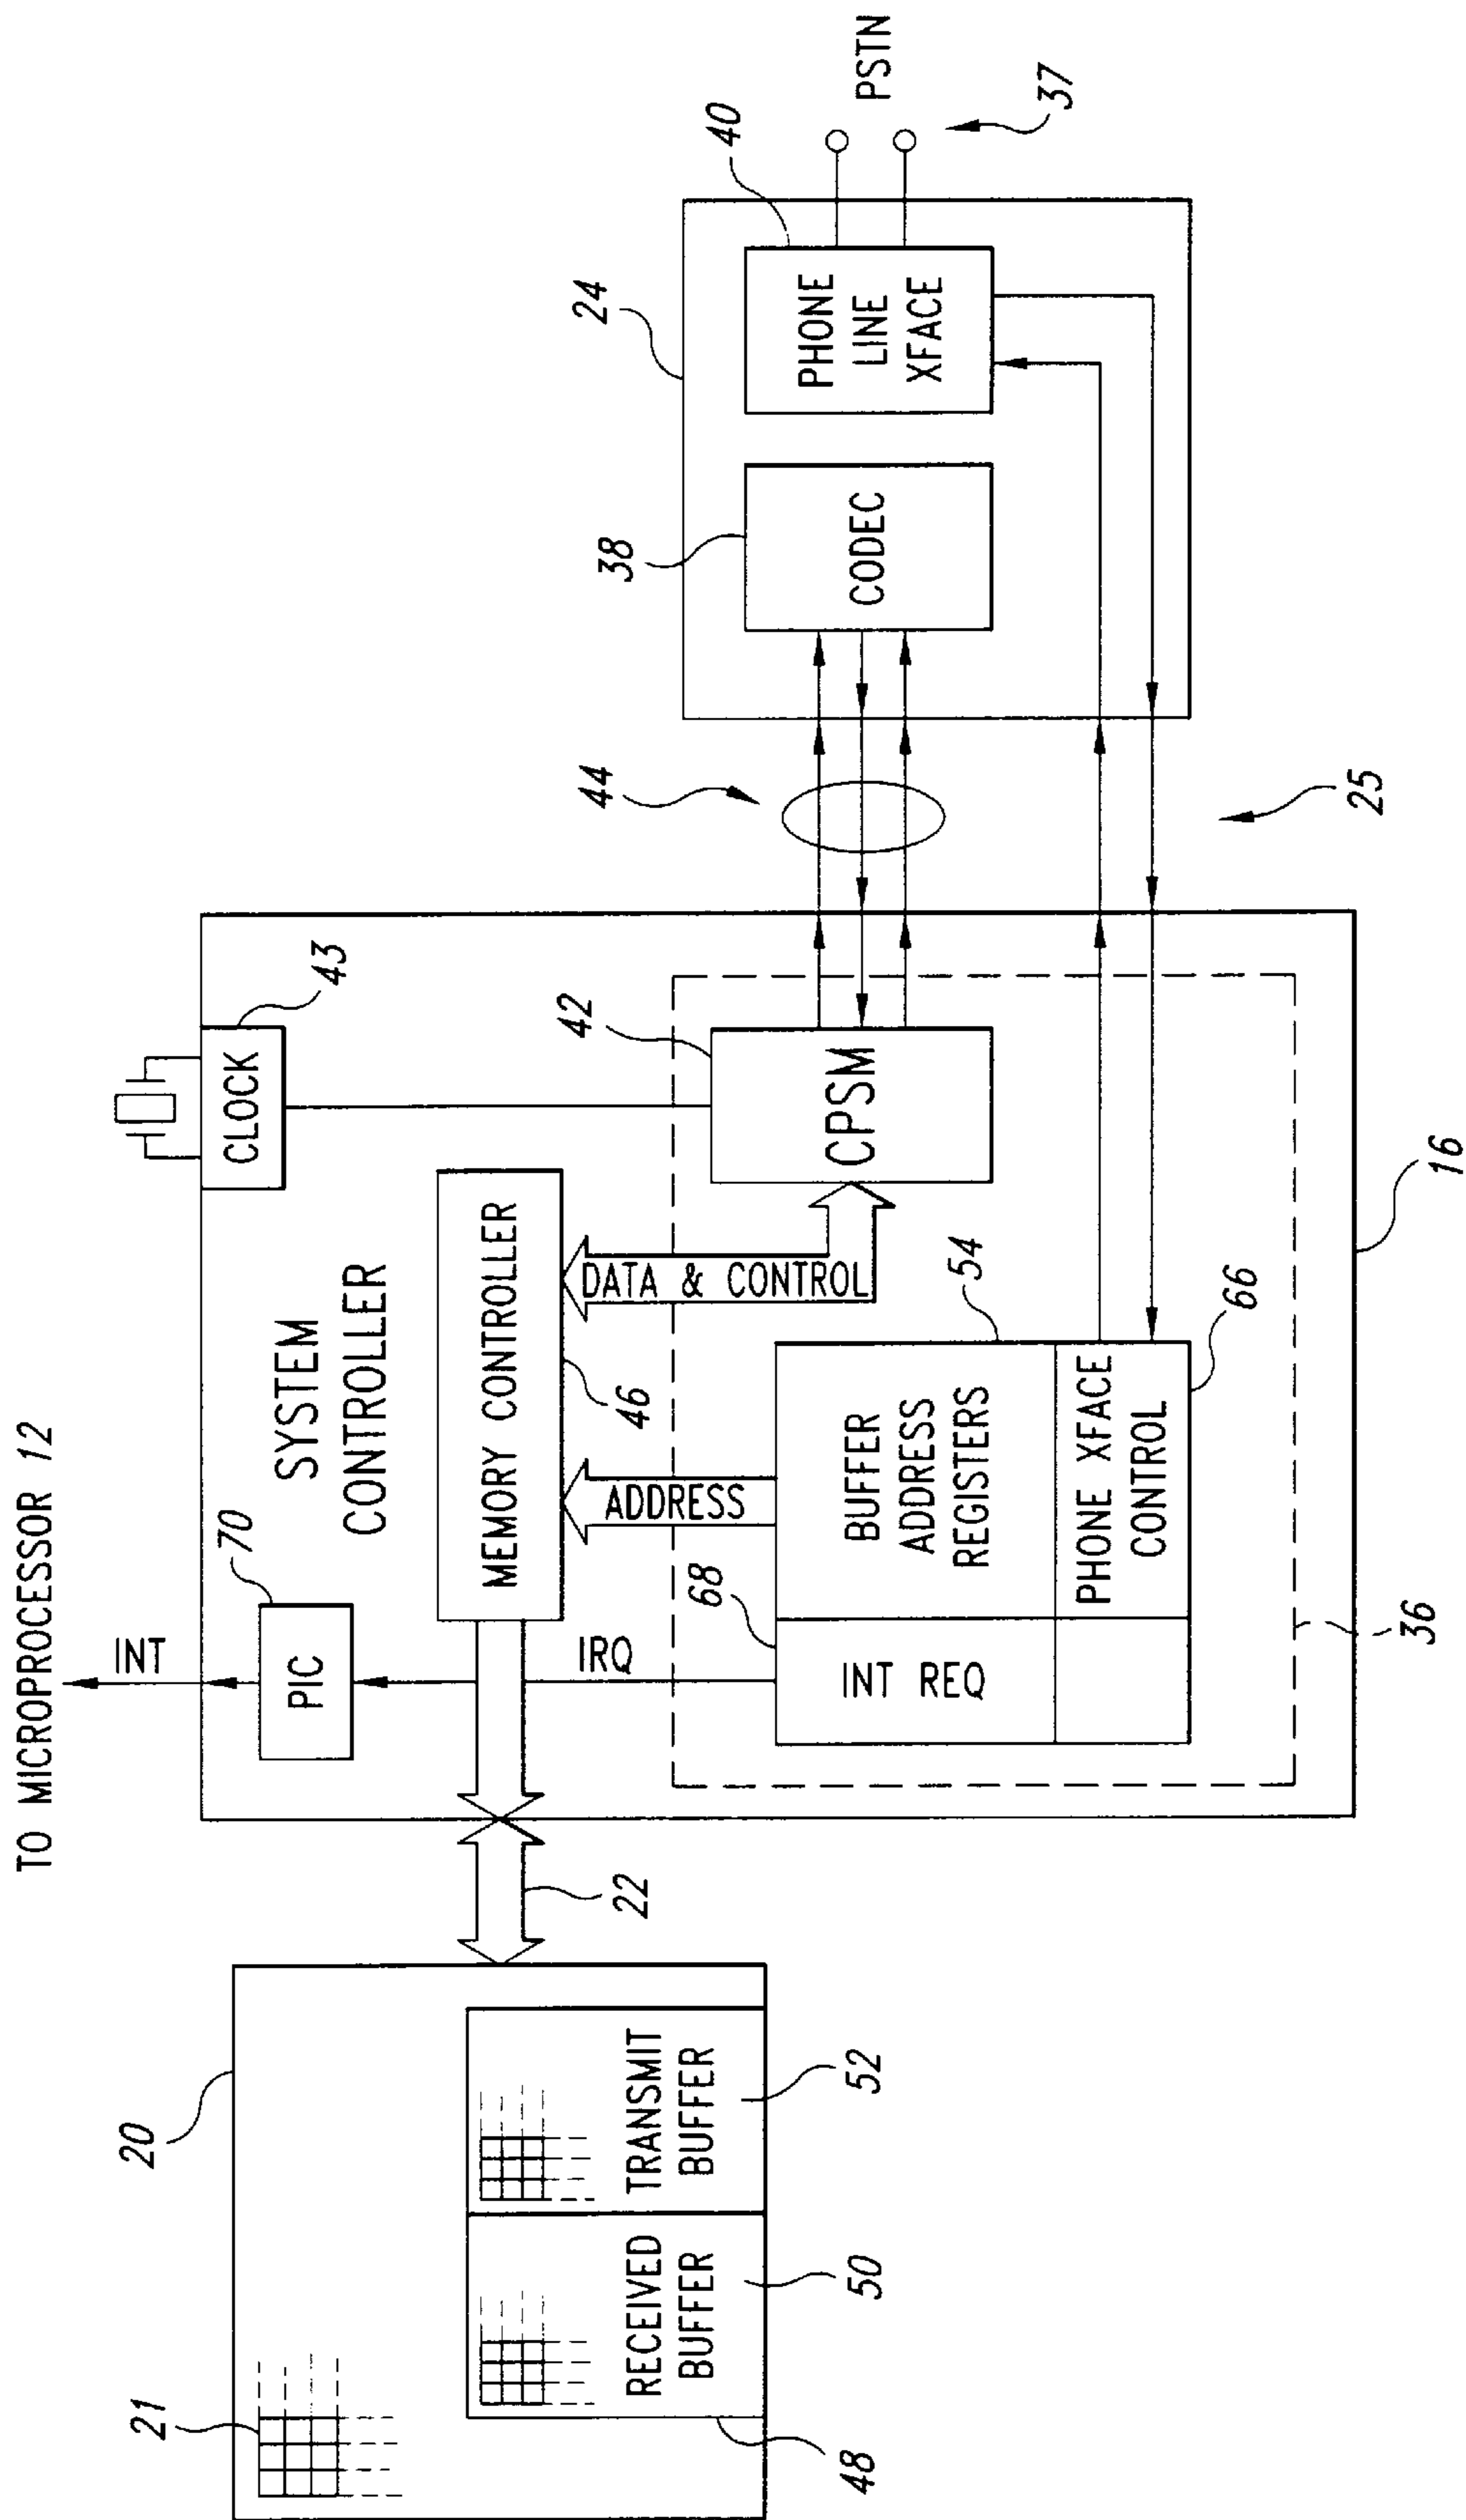 TO MICROPROCESSOR 12
INT
20
21
70
PIC
SYSTEM
CONTROLLER
CLOCK
43
MEMORY CONTROLLER
46
22
RECEIVED
BUFFER
TRANSMIT
BUFFER
48
50
52
IRQ
ADDRESS
DATA & CONTROL
68
INT REQ
BUFFER
ADDRESS
REGISTERS
54
PHONE XFACE
CONTROL
66
36
16
42
CPSM
44
25
38
CODEC
24
PHONE
LINE
XFACE
40
PSTN
37